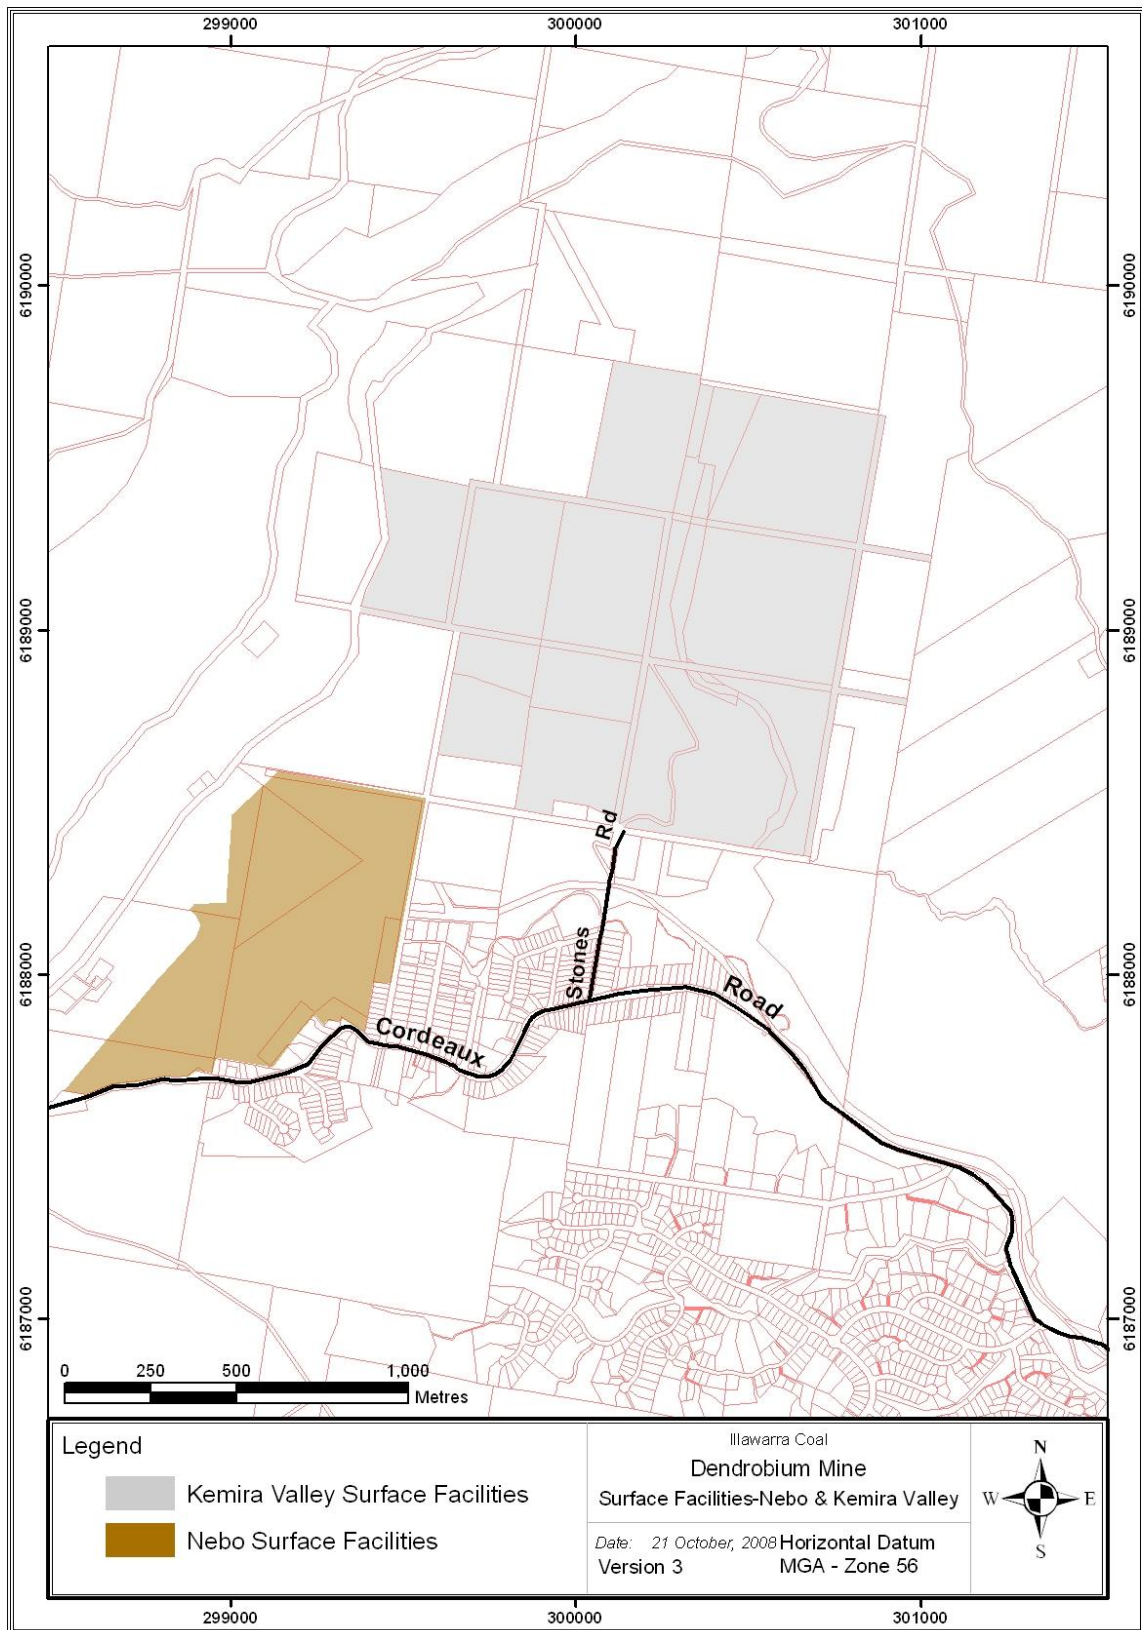 299000
300000
301000
6190000
6190000
6189000
6189000
Rd
Stones
6188000
6188000
Road
Cordeaux
6187000
6187000
0 250 500 1,000
Metres
Legend
Kemira Valley Surface Facilities
Nebo Surface Facilities
Illawarra Coal
Dendrobium Mine
Surface Facilities-Nebo & Kemira Valley
Date: 21 October, 2008 Horizontal Datum
Version 3 MGA - Zone 56
N
W E
S
299000
300000
301000